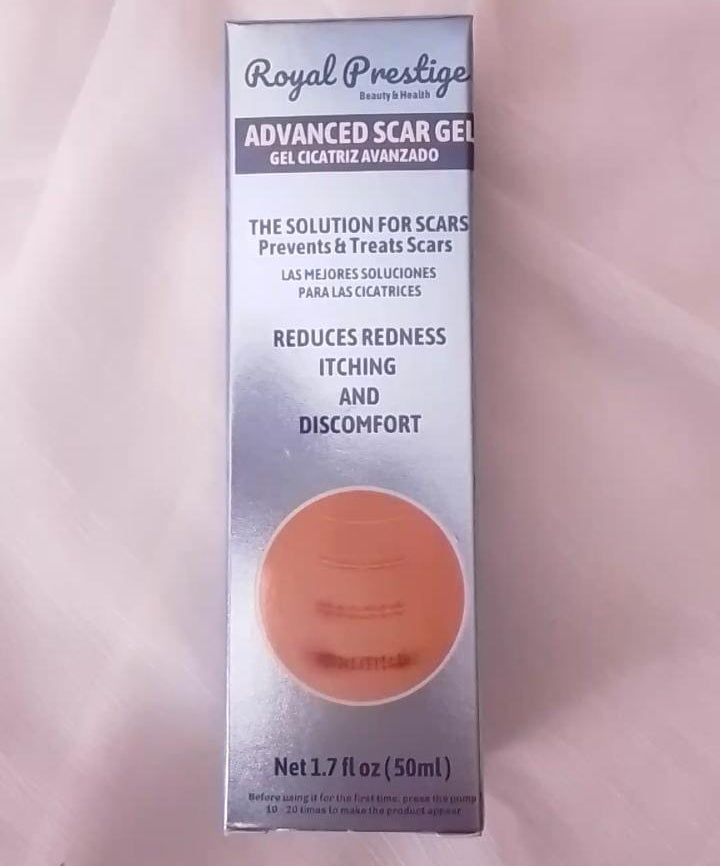 Royal Prestige
Beauty & Health
ADVANCED SCAR GEL
GEL CICATRIZ AVANZADO
THE SOLUTION FOR SCARS
Prevents & Treats Scars
LAS MEJORES SOLUCIONES
PARA LAS CICATRICES
REDUCES REDNESS
ITCHING
AND
DISCOMFORT
Net 1.7 fl oz (50ml)
Before using it for the first time, press the pump
10 - 20 times to make the product appear